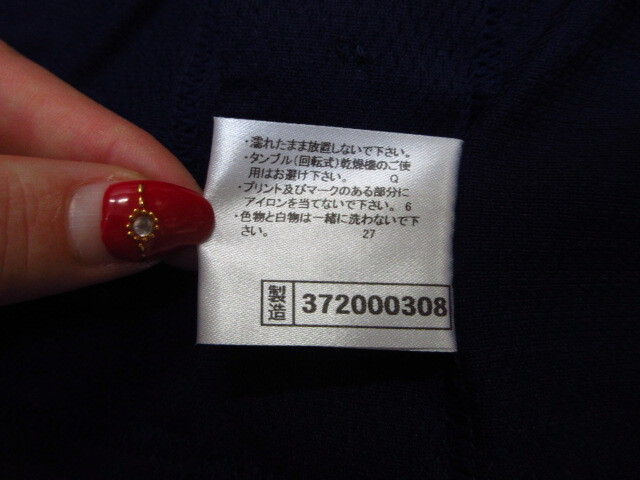 ・濡れたまま放置しないで下さい。
・タンブル(回転式)乾燥機のご使
用はお避け下さい。 Q
・プリント及びマークのある部分に
アイロンを当てないで下さい。 6
・色物と白物は一緒に洗わないで下
さい。 27
製造 372000308